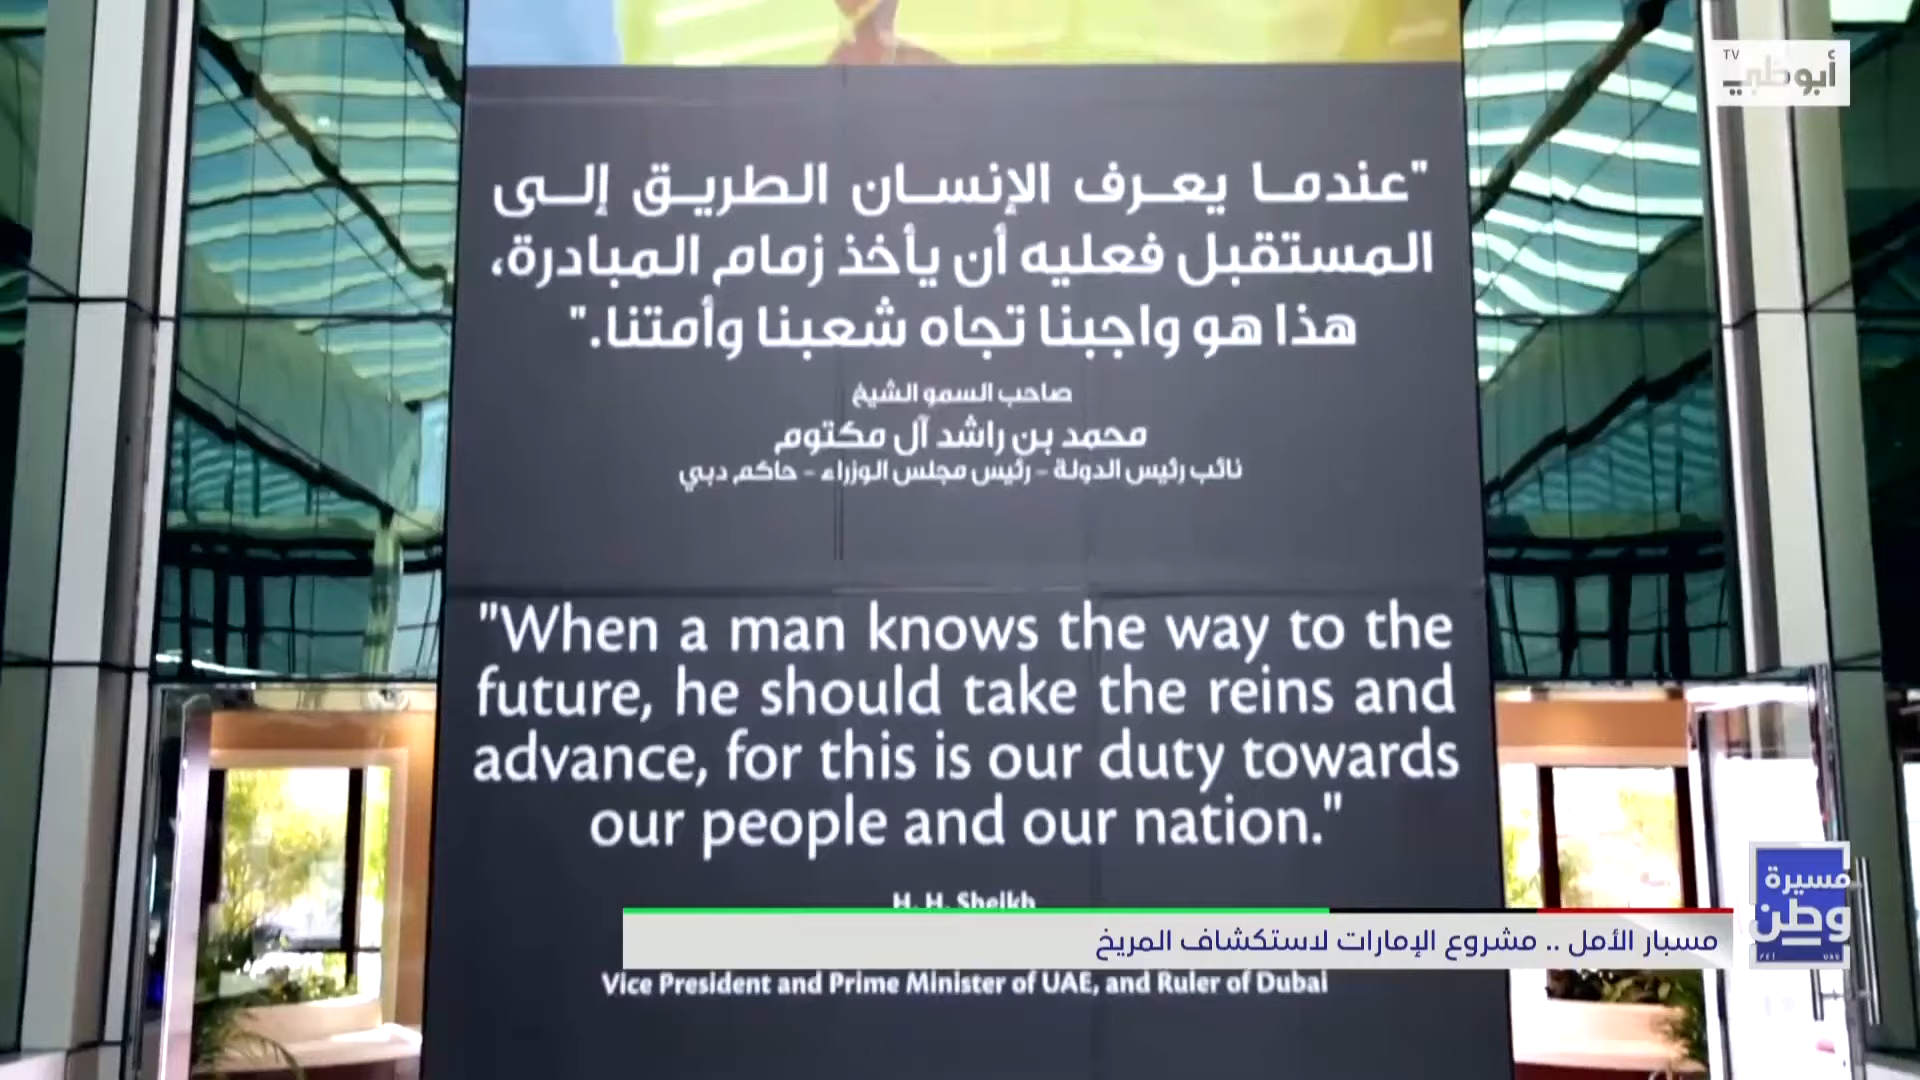 TV
أبوظبي
"عندما يعرف الإنسان الطريق إلى
المستقبل فعليه أن يأخذ زمام المبادرة،
هذا هو واجبنا تجاه شعبنا وأمتنا."
صاحب السمو الشيخ
محمد بن راشد آل مكتوم
نائب رئيس الدولة - رئيس مجلس الوزراء - حاكم دبي
"When a man knows the way to the
future, he should take the reins and
advance, for this is our duty towards
our people and our nation."
H. H. Sheikh
Vice President and Prime Minister of UAE, and Ruler of Dubai
مسبار الأمل .. مشروع الإمارات لاستكشاف المريخ
مسيرة
وطن